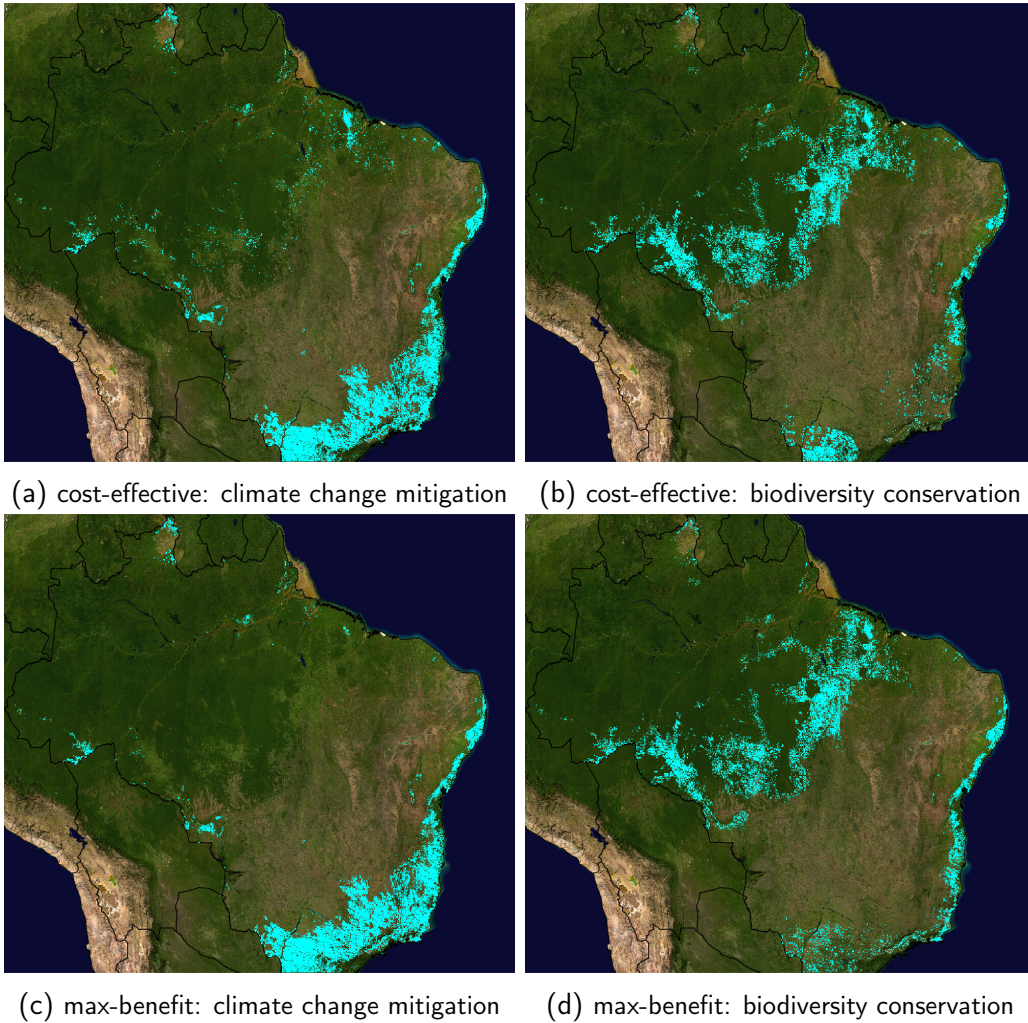 (a) cost-effective: climate change mitigation
(b) cost-effective: biodiversity conservation
(c) max-benefit: climate change mitigation
(d) max-benefit: biodiversity conservation